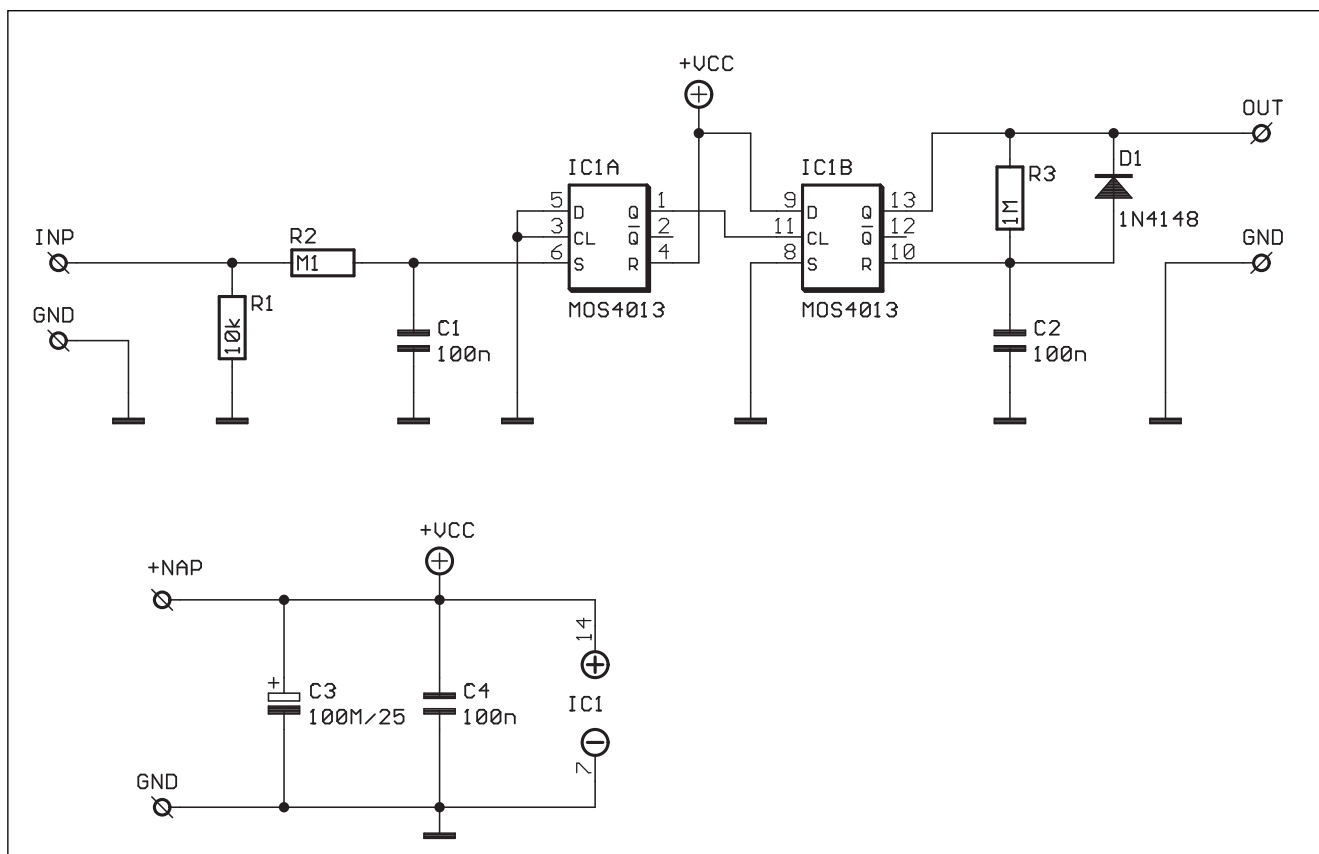 +VCC
OUT
IC1A
IC1B
D1
R3
1M
1N4148
5 D Q 1
3 CL Q 2
6 S R 4
9 D Q 13
11 CL Q 12
8 S R 10
INP
R2
M1
GND
MOS4013
MOS4013
GND
R1
10k
C1
100n
C2
100n
+VCC
+NAP
14
+
C3
100M/25
C4
100n
IC1
7
GND